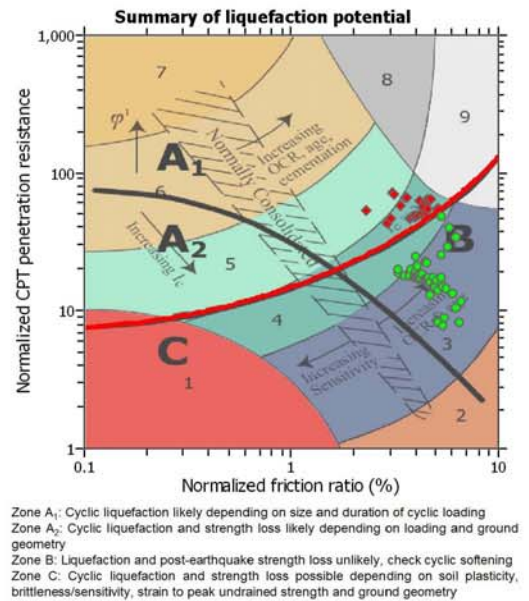 Summary of liquefaction potential
1,000
100
10
1
Normalized CPT penetration resistance
7
8
9
φ'
A1
Increasing
OCR, age,
cementation
Normally Consolidated
6
A2
Increasing Ic
5
B
4
C
1
Increasing
Sensitivity
Increasing
3
2
0.1
1
10
Normalized friction ratio (%)
Zone A1: Cyclic liquefaction likely depending on size and duration of cyclic loading
Zone A2: Cyclic liquefaction and strength loss likely depending on loading and ground
geometry
Zone B: Liquefaction and post-earthquake strength loss unlikely, check cyclic softening
Zone C: Cyclic liquefaction and strength loss possible depending on soil plasticity,
brittleness/sensitivity, strain to peak undrained strength and ground geometry